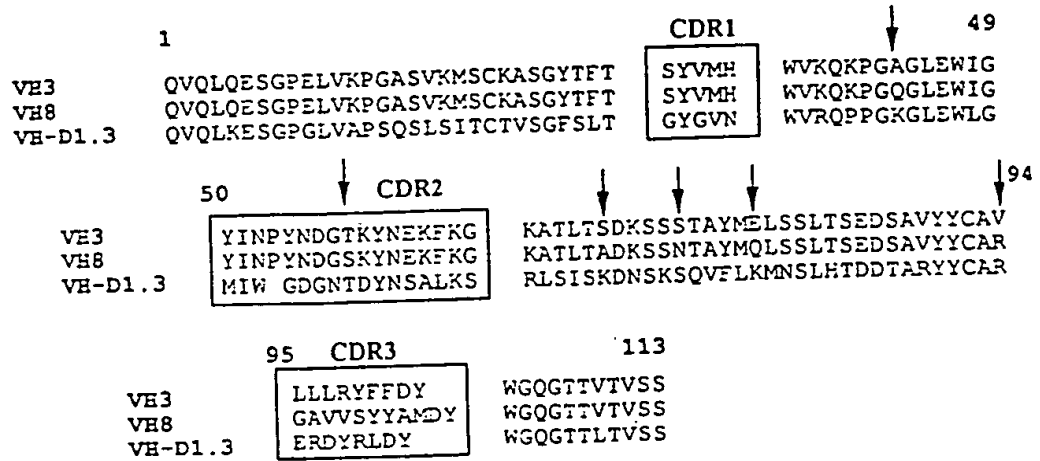 1 CDR1 49
VH3 QVQLQESGPELVKPGASVKMSCKASGYTFT SYVMH WVKQKPGAGLEWIG
VH8 QVQLQESGPELVKPGASVKMSCKASGYTFT SYVMH WVKQKPGQGLEWIG
VH-D1.3 QVQLKESGPGLVAPSQSLSITCTVSGFSLT GYGVN WVRQPPGKGLEWLG
50 CDR2 94
VH3 YINPYNDGTKYNEKFKG KATLTSDKSSSTAYMELSSLTSEDSAVYYCAV
VH8 YINPYNDGSKYNEKFKG KATLTADKSSNTAYMQLSSLTSEDSAVYYCAR
VH-D1.3 MIW GDGNTDYNSALKS RLSISKDNSKSQVFLKMNSLHTDDTARYYCAR
95 CDR3 113
VH3 LLLRYFFDY WGQGTTVTVSS
VH8 GAVVSYYAMDY WGQGTTVTVSS
VH-D1.3 ERDYRLDY WGQGTTLTVSS